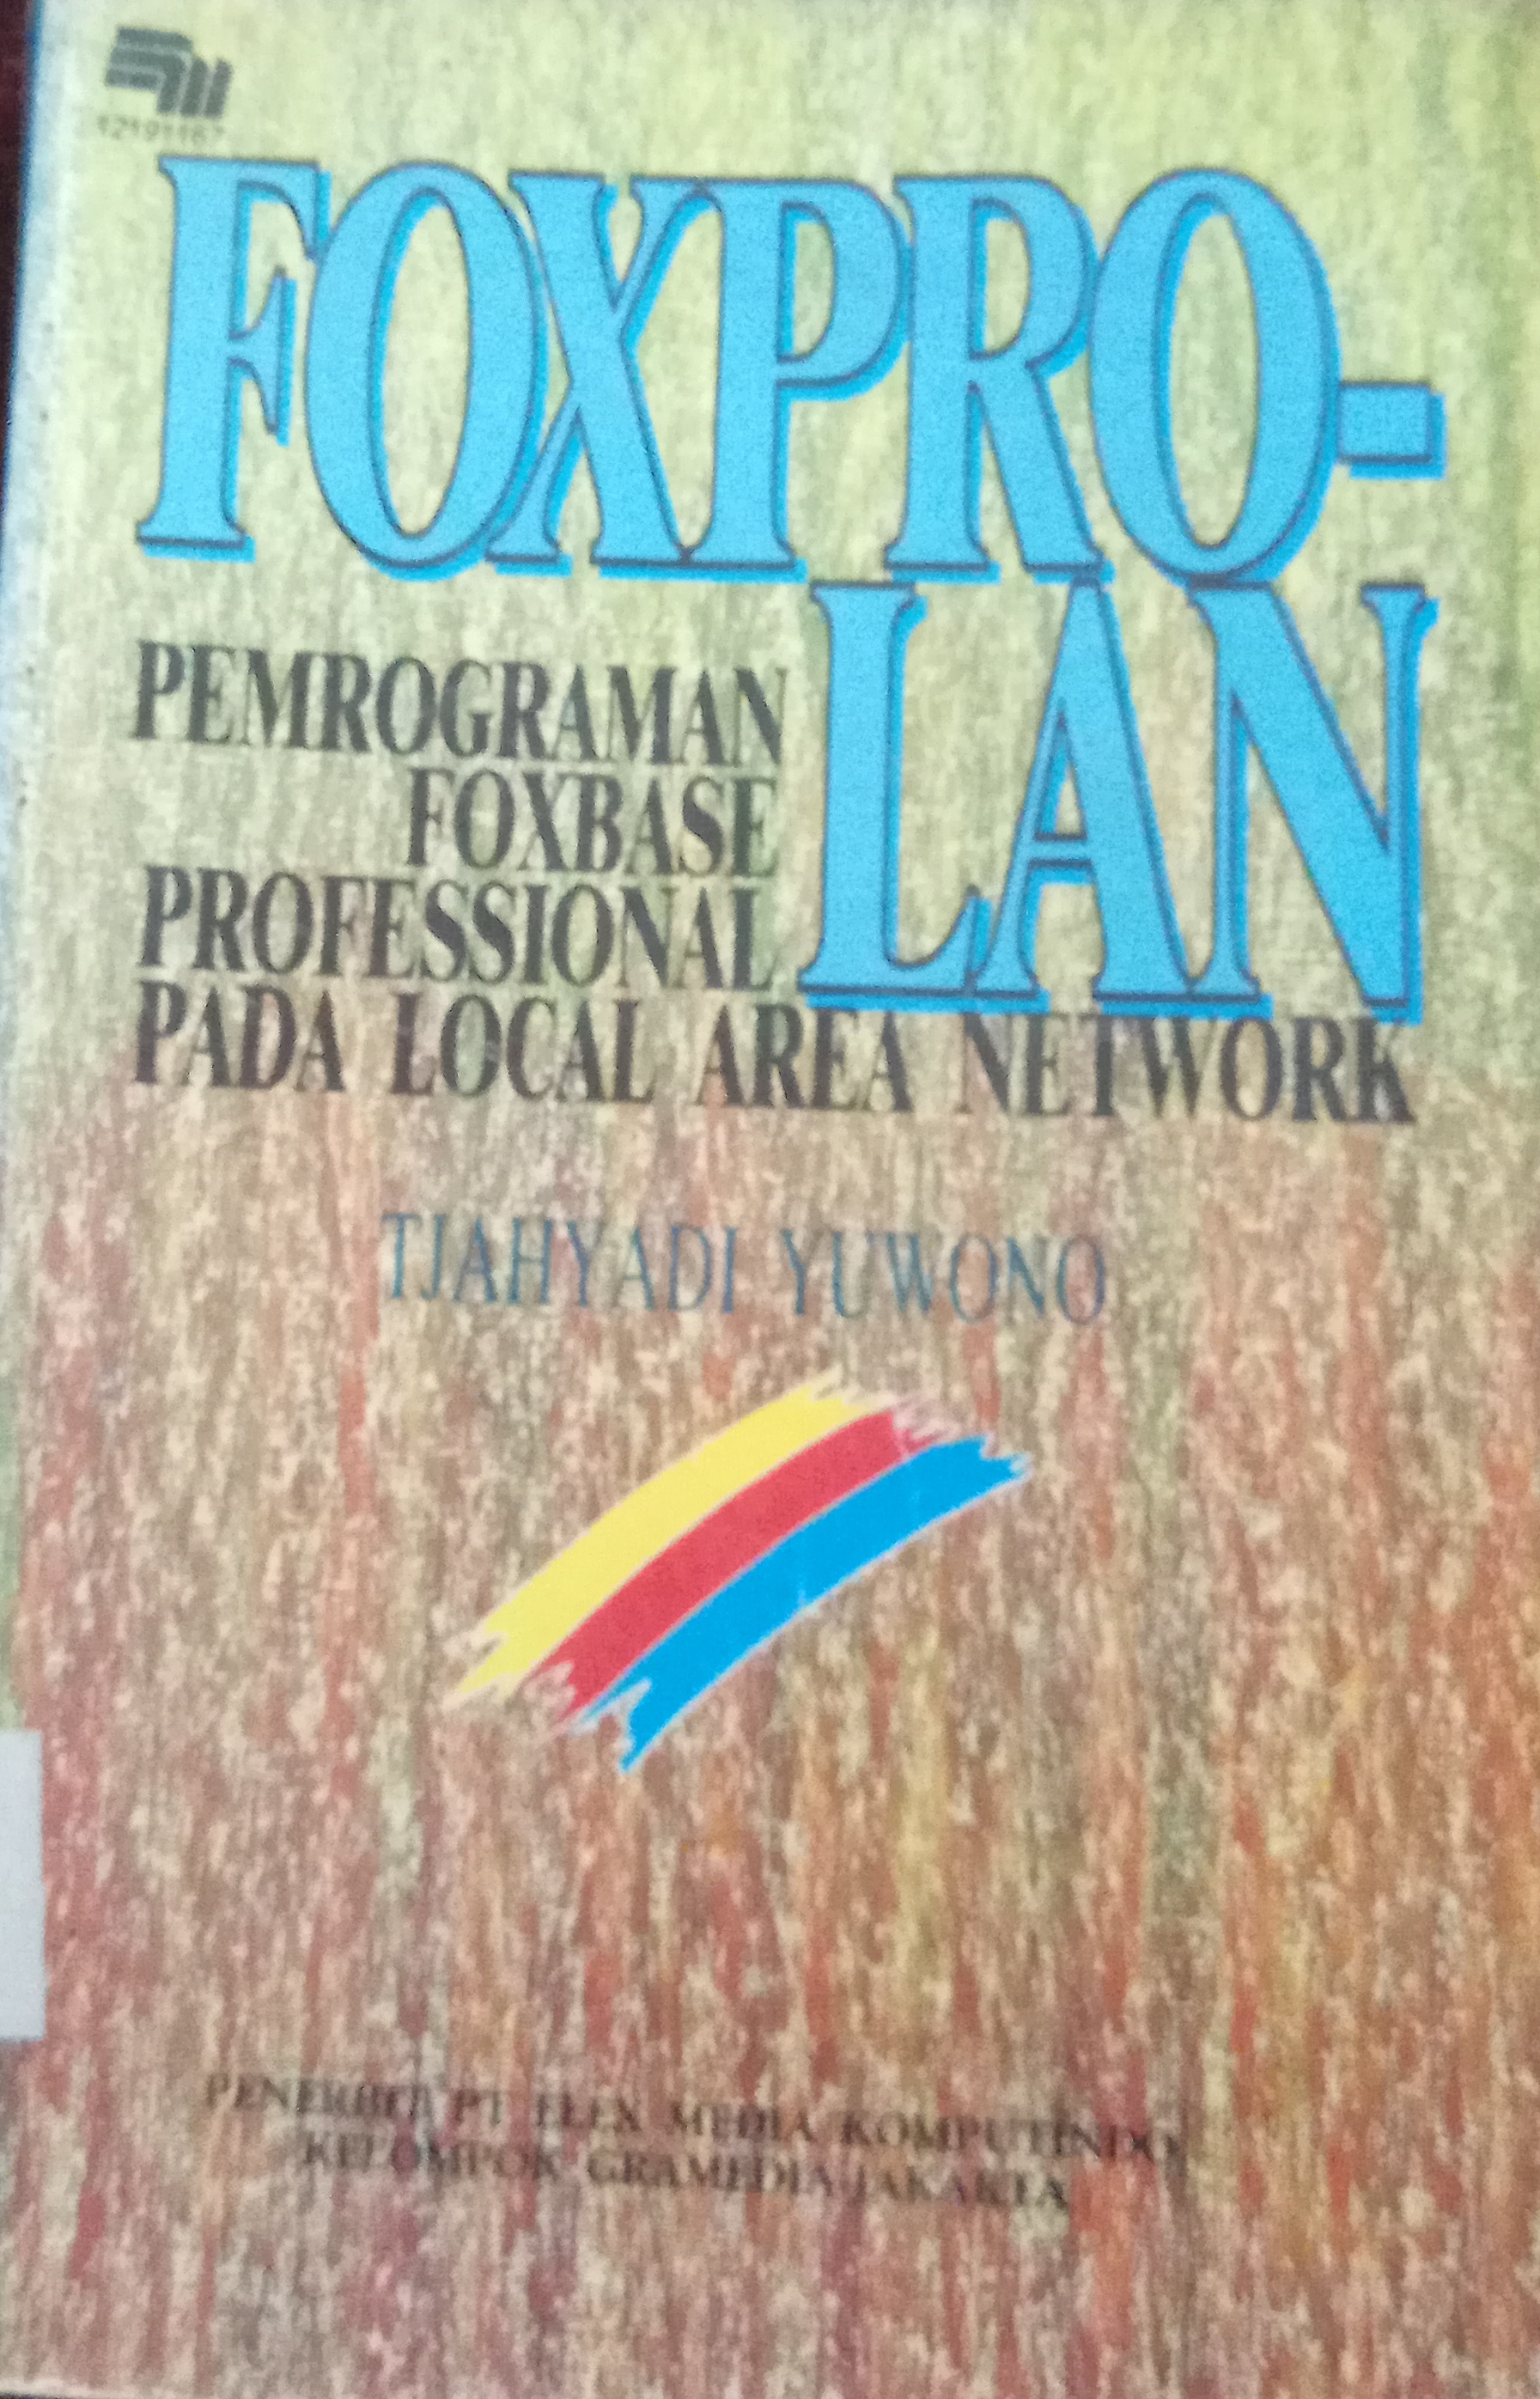 12191167
FOXPRO-
LAN
PEMROGRAMAN
FOXBASE
PROFESSIONAL
PADA LOCAL AREA NETWORK
TJAHYADI YUWONO
PENERBIT PT ELEX MEDIA KOMPUTINDO
KELOMPOK GRAMEDIA-JAKARTA